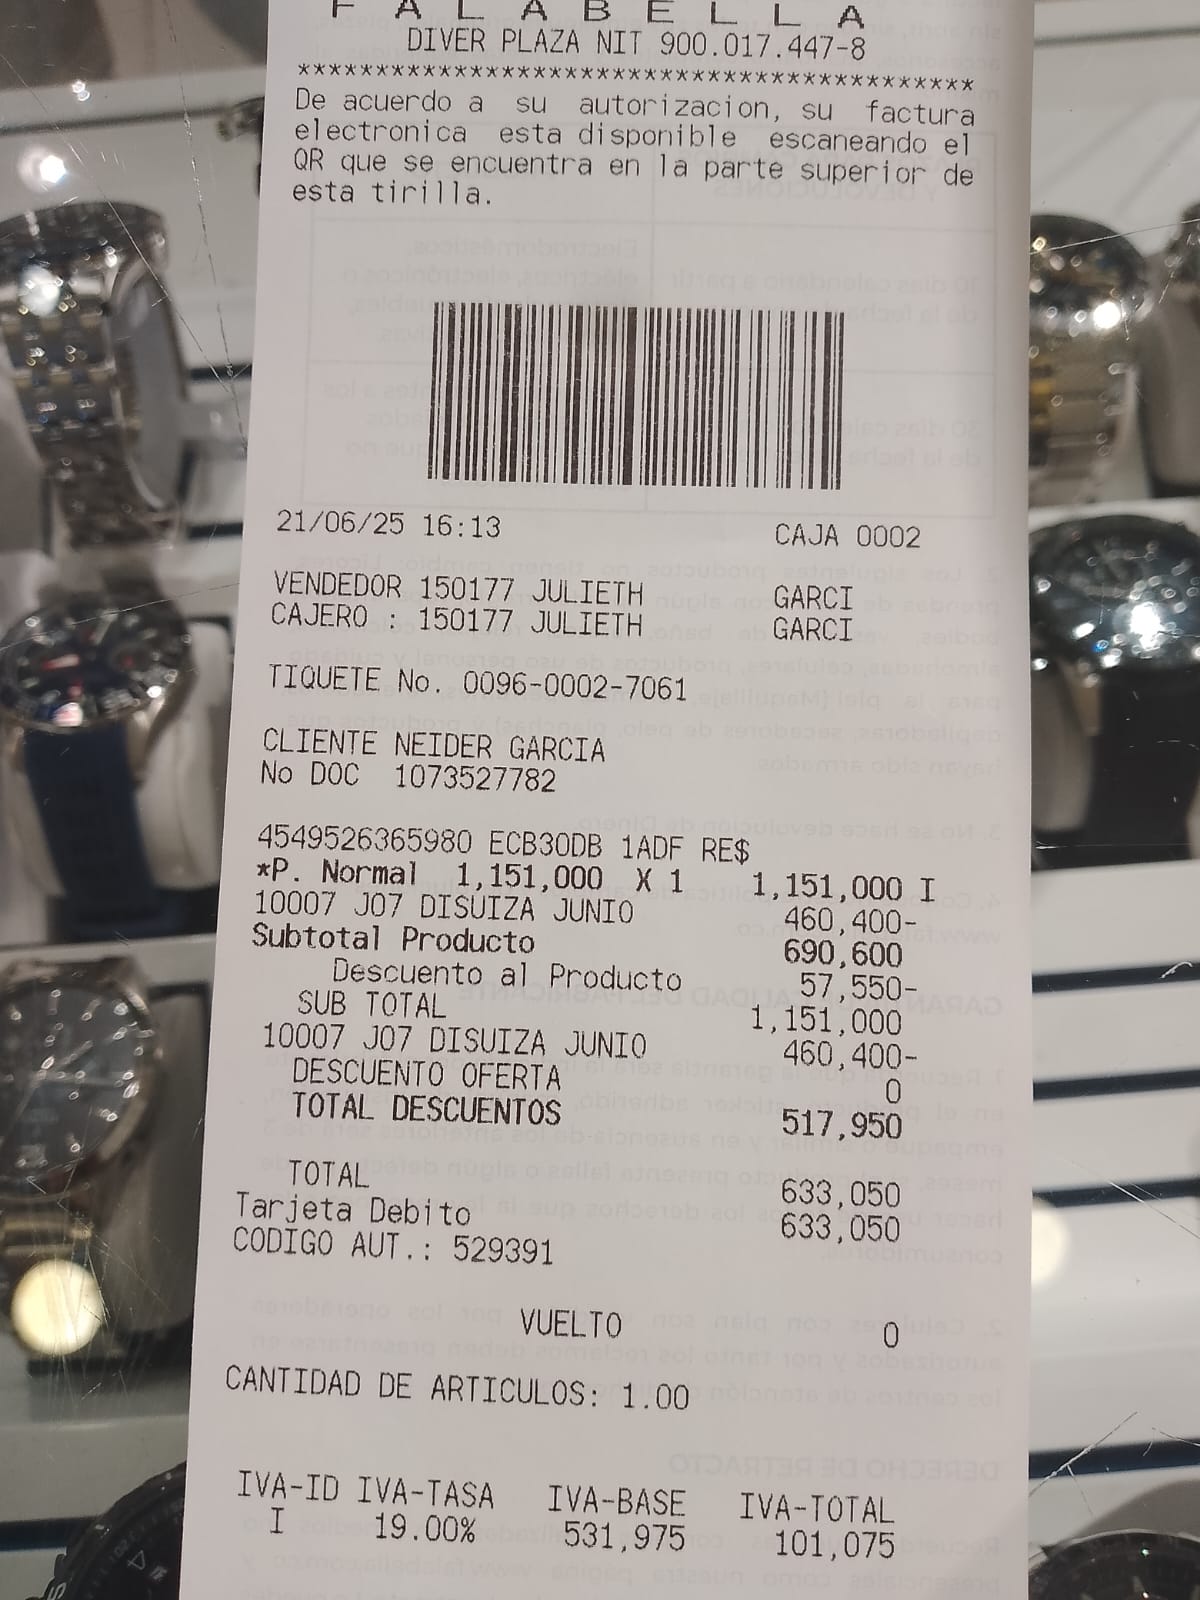 F A L A B E L L A
DIVER PLAZA NIT 900.017.447-8
*******************************************
De acuerdo a su autorizacion, su factura
electronica esta disponible escaneando el
QR que se encuentra en la parte superior de
esta tirilla.
21/06/25 16:13 CAJA 0002
VENDEDOR 150177 JULIETH GARCI
CAJERO : 150177 JULIETH GARCI
TIQUETE No. 0096-0002-7061
CLIENTE NEIDER GARCIA
No DOC 1073527782
4549526365980 ECB30DB 1ADF RE$
*P. Normal 1,151,000 X 1 1,151,000 I
10007 J07 DISUIZA JUNIO 460,400-
Subtotal Producto 690,600
Descuento al Producto 57,550-
SUB TOTAL 1,151,000
10007 J07 DISUIZA JUNIO 460,400-
DESCUENTO OFERTA 0
TOTAL DESCUENTOS 517,950
TOTAL 633,050
Tarjeta Debito 633,050
CODIGO AUT.: 529391
VUELTO 0
CANTIDAD DE ARTICULOS: 1.00
IVA-ID IVA-TASA IVA-BASE IVA-TOTAL
I 19.00% 531,975 101,075